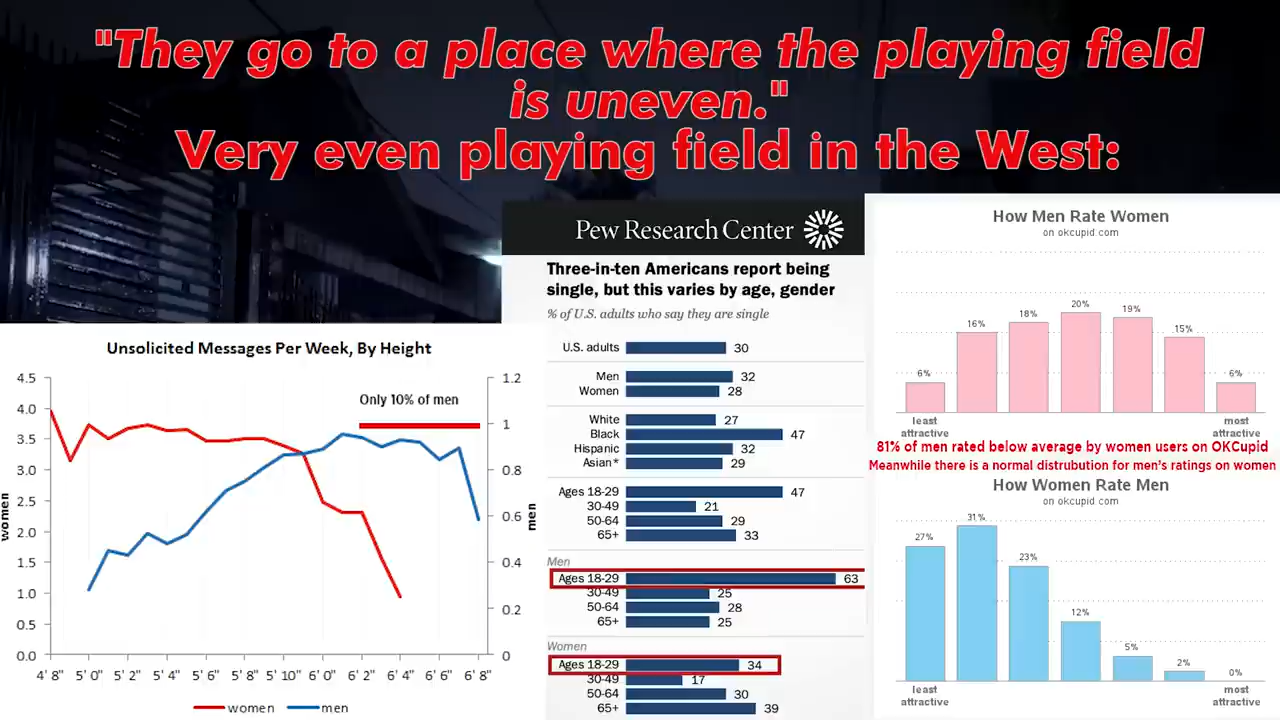 "They go to a place where the playing field
is uneven."
Very even playing field in the West:
Unsolicited Messages Per Week, By Height
4.5
4.0
3.5
3.0
2.5
2.0
1.5
1.0
0.5
0.0
women
Only 10% of men
1.2
1
0.8
0.6
0.4
0.2
0
men
4' 8" 5' 0" 5' 2" 5' 4" 5' 6" 5' 8" 5' 10" 6' 0" 6' 2" 6' 4" 6' 6" 6' 8"
women men
Pew Research Center
Three-in-ten Americans report being
single, but this varies by age, gender
% of U.S. adults who say they are single
U.S. adults 30
Men 32
Women 28
White 27
Black 47
Hispanic 32
Asian* 29
Ages 18-29 47
30-49 21
50-64 29
65+ 33
Men
Ages 18-29 63
30-49 25
50-64 28
65+ 25
Women
Ages 18-29 34
30-49 17
50-64 30
65+ 39
How Men Rate Women
on okcupid.com
6% 16% 18% 20% 19% 15% 6%
least attractive
most attractive
81% of men rated below average by women users on OKCupid
Meanwhile there is a normal distrubution for men's ratings on women
How Women Rate Men
on okcupid.com
27% 31% 23% 12% 5% 2% 0%
least attractive
most attractive